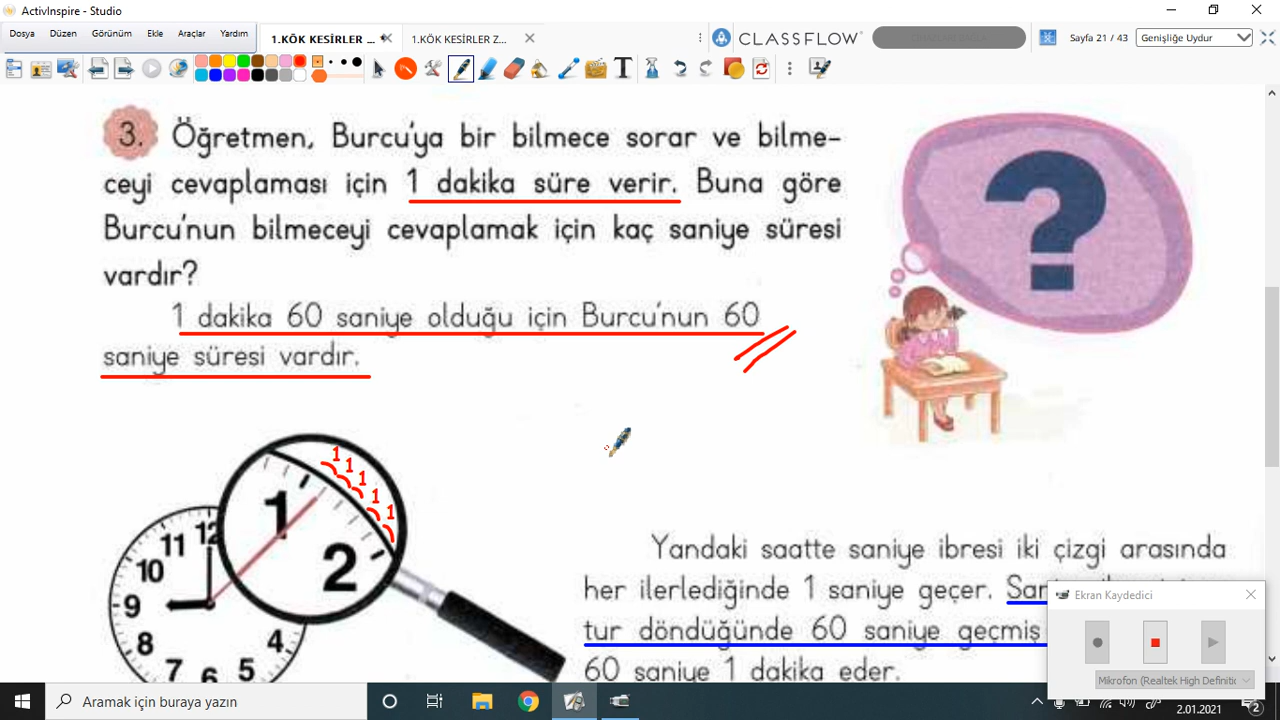 ActivInspire - Studio
Dosya Düzen Görünüm Ekle Araçlar Yardım
1.KÖK KESİRLER ... 1.KÖK KESİRLER Z...
CLASSFLOW
Sayfa 21 / 43 Genişliğe Uydur
3. Öğretmen, Burcu'ya bir bilmece sorar ve bilme-
ceyi cevaplaması için 1 dakika süre verir. Buna göre
Burcu'nun bilmeceyi cevaplamak için kaç saniye süresi
vardır?
1 dakika 60 saniye olduğu için Burcu'nun 60
saniye süresi vardır.
?
1 1 1 1 1
1
2
12
11
10
9
8
7
6
5
4
Yandaki saatte saniye ibresi iki çizgi arasında
her ilerlediğinde 1 saniye geçer.
tur döndüğünde 60 saniye geçmiş
60 saniye 1 dakika eder.
Ekran Kaydedici
Mikrofon (Realtek High Definitic
Aramak için buraya yazın
2.01.2021
2